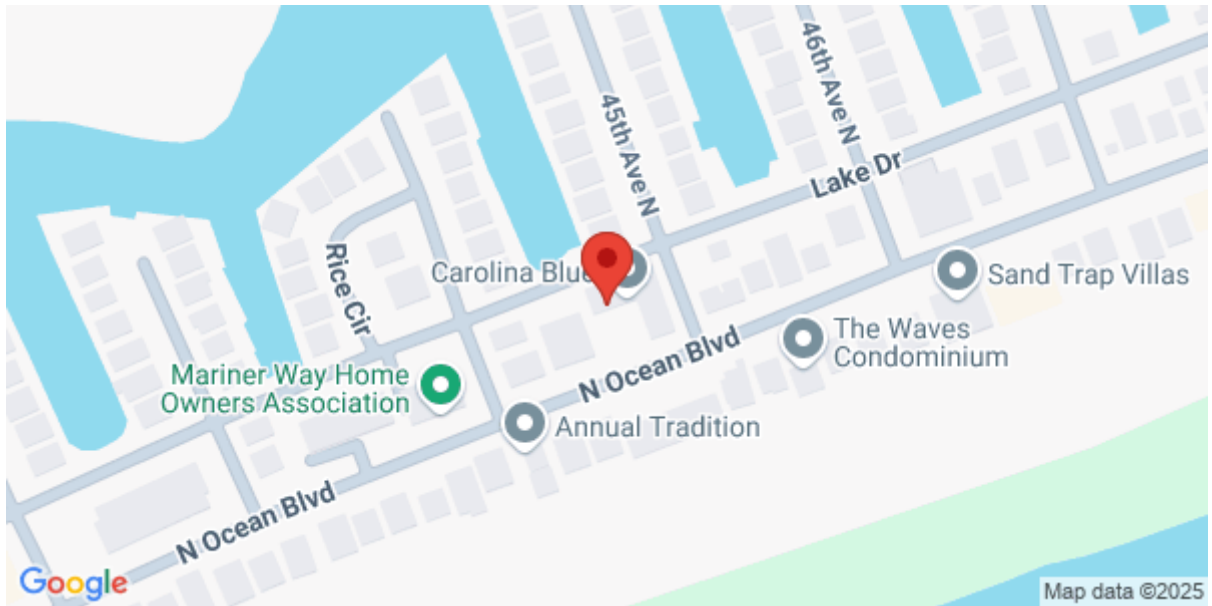 46th Ave N
45th Ave N
Lake Dr
Carolina Blue
Sand Trap Villas
Rice Cir
The Waves
Condominium
N Ocean Blvd
Mariner Way Home
Owners Association
Annual Tradition
N Ocean Blvd
Google
Map data ©2025